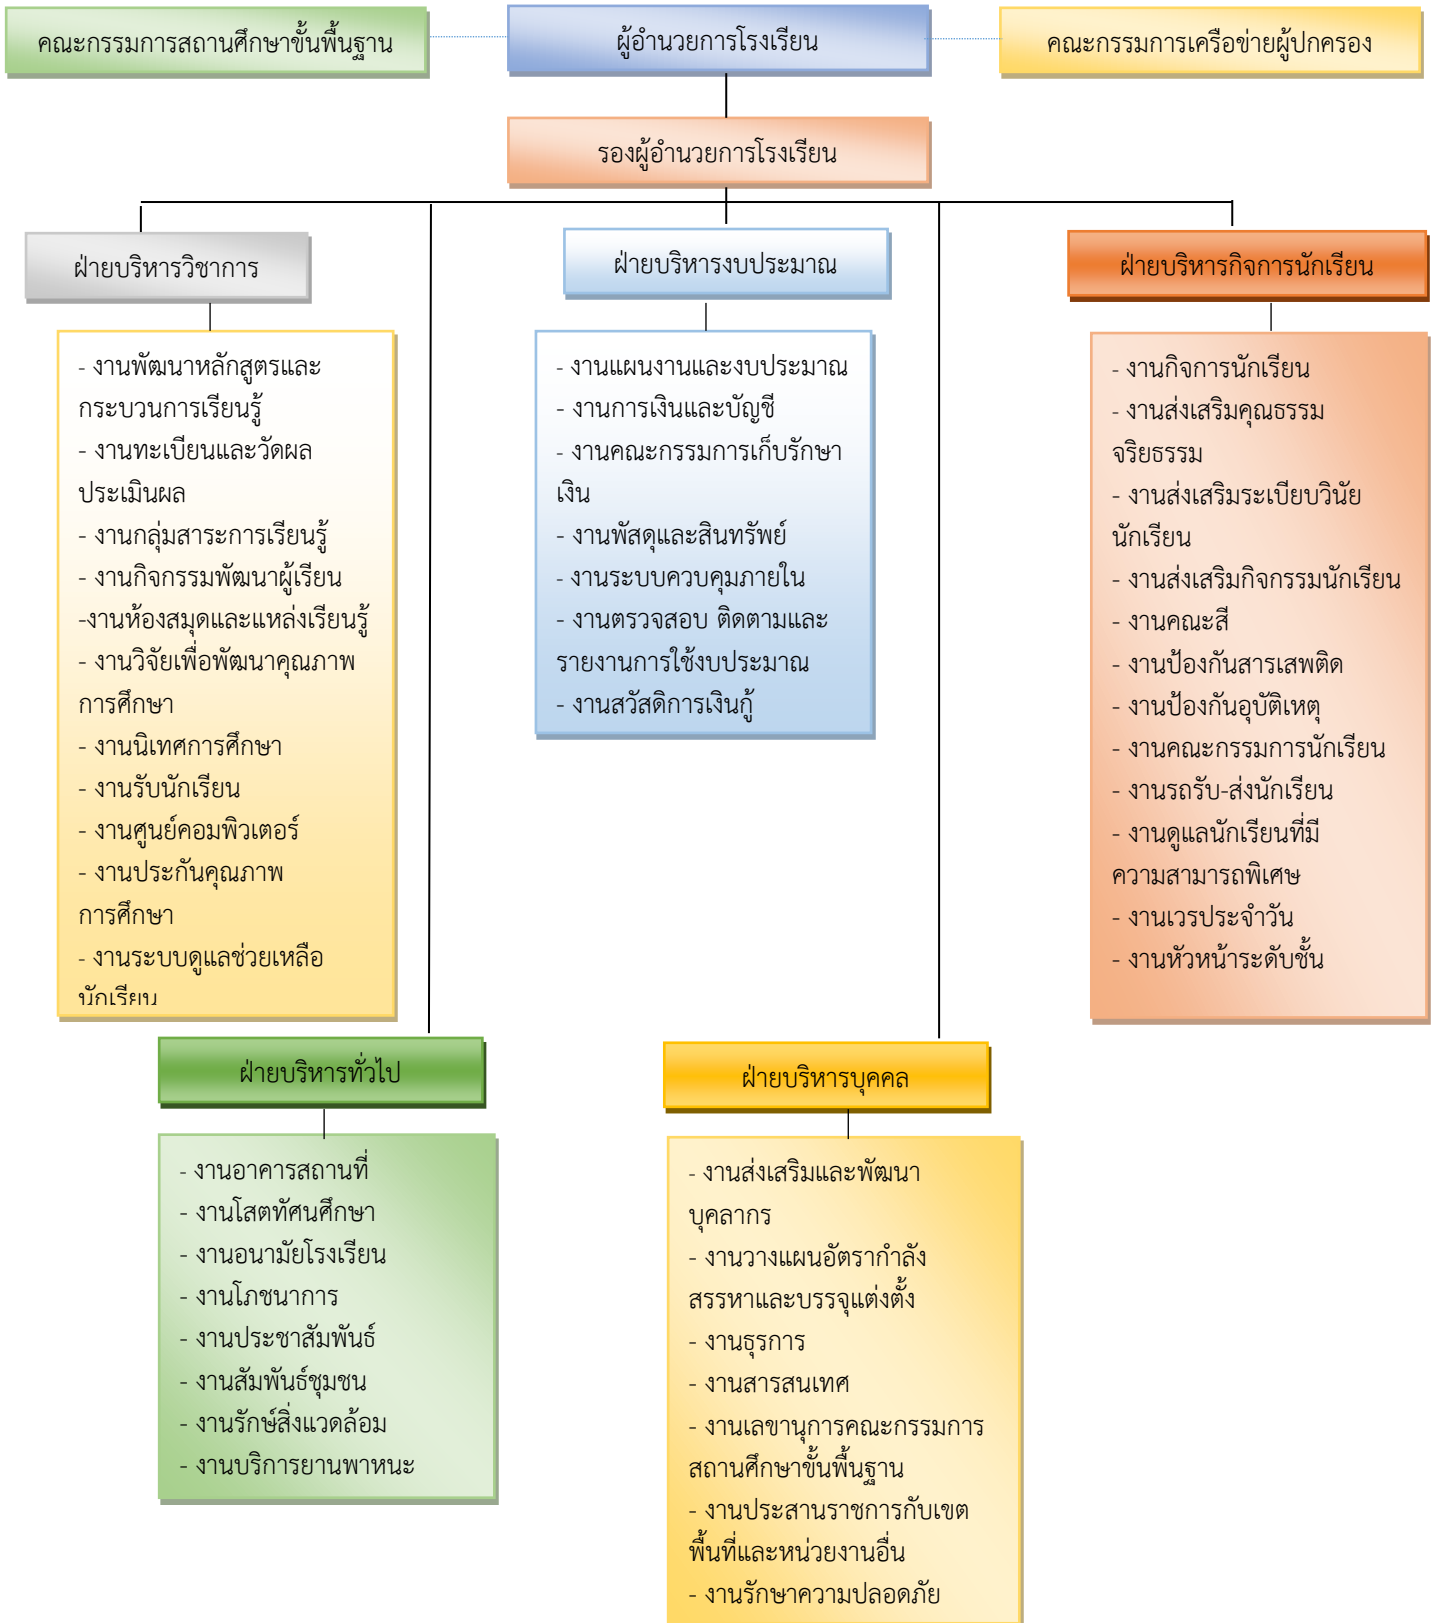 คณะกรรมการสถานศึกษาขั้นพื้นฐาน
ผู้อำนวยการโรงเรียน
คณะกรรมการเครือข่ายผู้ปกครอง
รองผู้อำนวยการโรงเรียน
ฝ่ายบริหารวิชาการ
- งานพัฒนาหลักสูตรและ
กระบวนการเรียนรู้
- งานทะเบียนและวัดผล
ประเมินผล
- งานกลุ่มสาระการเรียนรู้
- งานกิจกรรมพัฒนาผู้เรียน
-งานห้องสมุดและแหล่งเรียนรู้
- งานวิจัยเพื่อพัฒนาคุณภาพ
การศึกษา
- งานนิเทศการศึกษา
- งานรับนักเรียน
- งานศูนย์คอมพิวเตอร์
- งานประกันคุณภาพ
การศึกษา
- งานระบบดูแลช่วยเหลือ
นักเรียน
ฝ่ายบริหารงบประมาณ
- งานแผนงานและงบประมาณ
- งานการเงินและบัญชี
- งานคณะกรรมการเก็บรักษา
เงิน
- งานพัสดุและสินทรัพย์
- งานระบบควบคุมภายใน
- งานตรวจสอบ ติดตามและ
รายงานการใช้งบประมาณ
- งานสวัสดิการเงินกู้
ฝ่ายบริหารกิจการนักเรียน
- งานกิจการนักเรียน
- งานส่งเสริมคุณธรรม
จริยธรรม
- งานส่งเสริมระเบียบวินัย
นักเรียน
- งานส่งเสริมกิจกรรมนักเรียน
- งานคณะสี
- งานป้องกันสารเสพติด
- งานป้องกันอุบัติเหตุ
- งานคณะกรรมการนักเรียน
- งานรถรับ-ส่งนักเรียน
- งานดูแลนักเรียนที่มี
ความสามารถพิเศษ
- งานเวรประจำวัน
- งานหัวหน้าระดับชั้น
ฝ่ายบริหารทั่วไป
- งานอาคารสถานที่
- งานโสตทัศนศึกษา
- งานอนามัยโรงเรียน
- งานโภชนาการ
- งานประชาสัมพันธ์
- งานสัมพันธ์ชุมชน
- งานรักษ์สิ่งแวดล้อม
- งานบริการยานพาหนะ
ฝ่ายบริหารบุคคล
- งานส่งเสริมและพัฒนา
บุคลากร
- งานวางแผนอัตรากำลัง
สรรหาและบรรจุแต่งตั้ง
- งานธุรการ
- งานสารสนเทศ
- งานเลขานุการคณะกรรมการ
สถานศึกษาขั้นพื้นฐาน
- งานประสานราชการกับเขต
พื้นที่และหน่วยงานอื่น
- งานรักษาความปลอดภัย